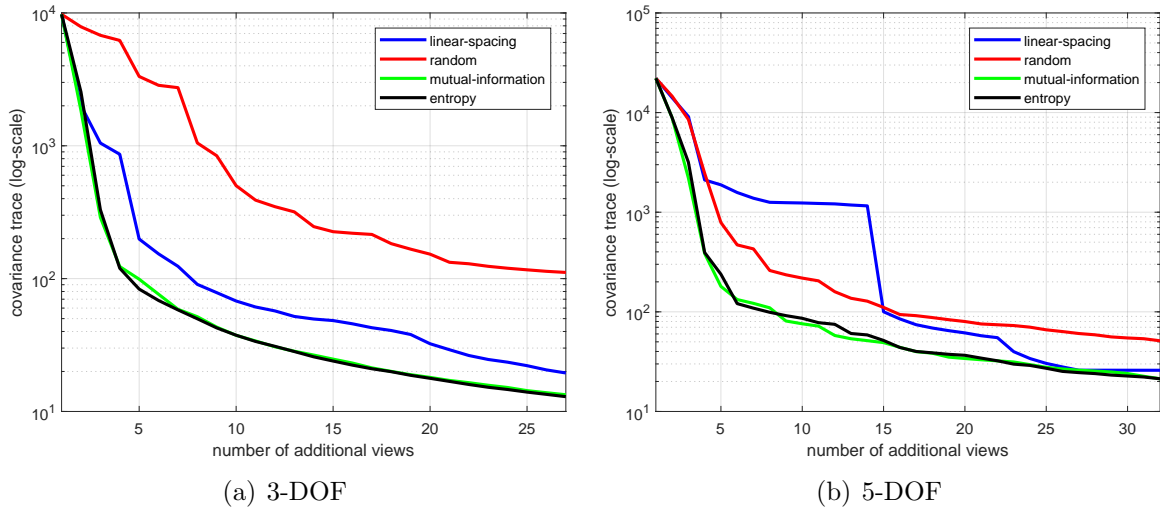 linear-spacing
random
mutual-information
entropy
covariance trace (log-scale)
10^4
10^3
10^2
10^1
5 10 15 20 25
number of additional views
(a) 3-DOF
linear-spacing
random
mutual-information
entropy
covariance trace (log-scale)
10^5
10^4
10^3
10^2
10^1
5 10 15 20 25 30
number of additional views
(b) 5-DOF